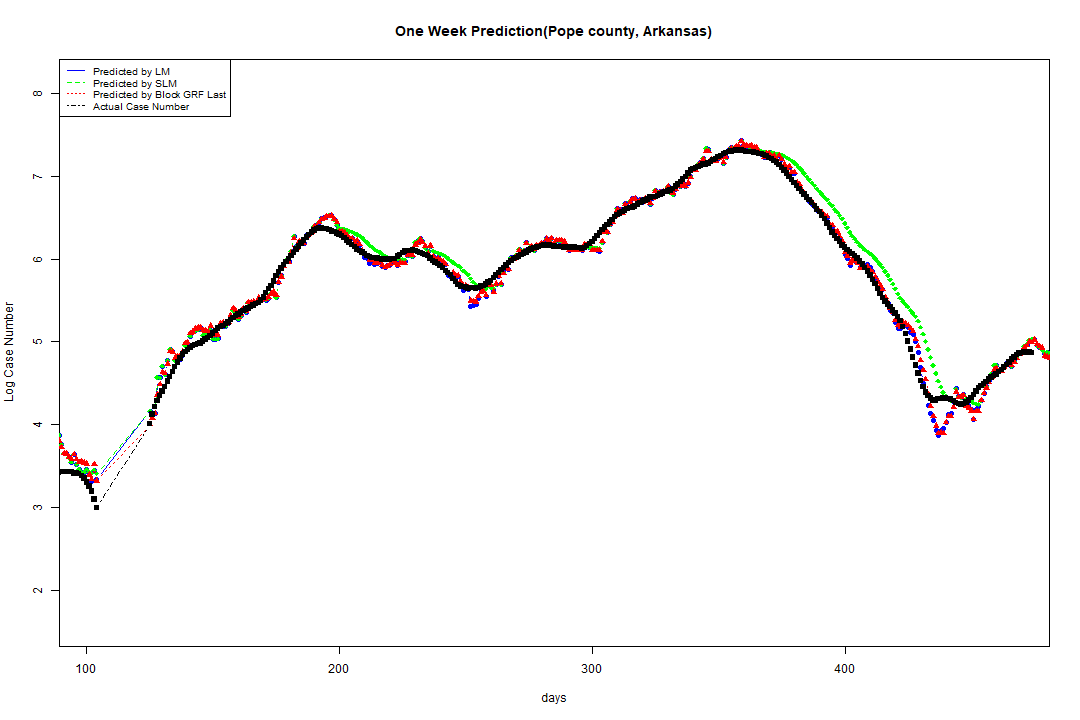 One Week Prediction(Pope county, Arkansas)
Predicted by LM
Predicted by SLM
Predicted by Block GRF Last
Actual Case Number
8
7
6
5
4
3
2
Log Case Number
100 200 300 400
days